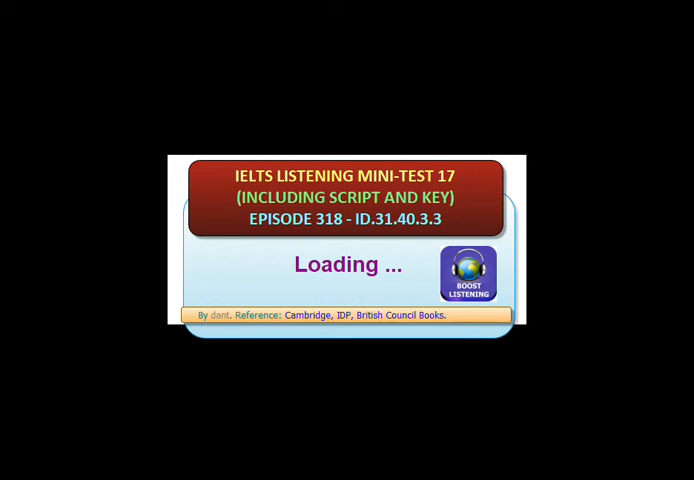 IELTS LISTENING MINI-TEST 17
(INCLUDING SCRIPT AND KEY)
EPISODE 318 - ID.31.40.3.3
Loading ...
BOOST
LISTENING
By dant. Reference: Cambridge, IDP, British Council Books.